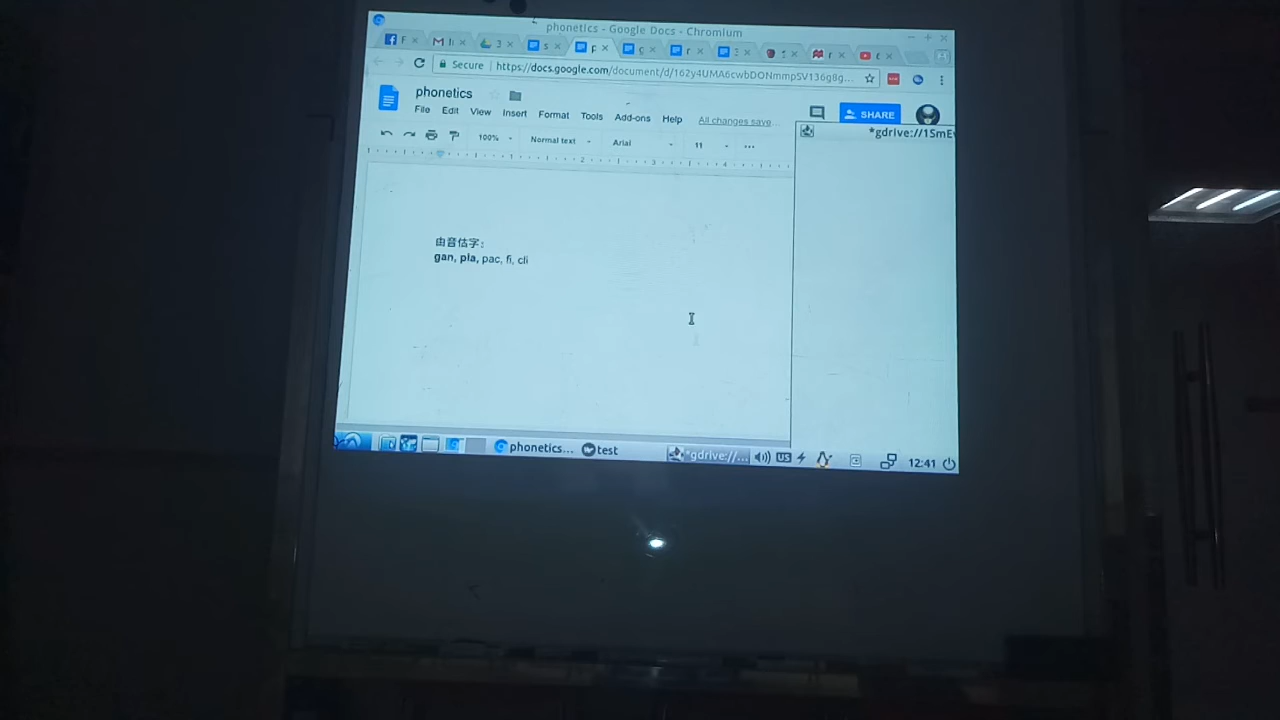 phonetics - Google Docs - Chromium
Secure https://docs.google.com/document/d/162y4UMA6cwbDONmmpSV136g8g...
phonetics
File Edit View Insert Format Tools Add-ons Help All changes save...
SHARE
*gdrive://1SmE
100% Normal text Arial 11 ...
由音估字：
gan, pla, pac, fi, cli
phonetics... test *gdrive://... US 12:41